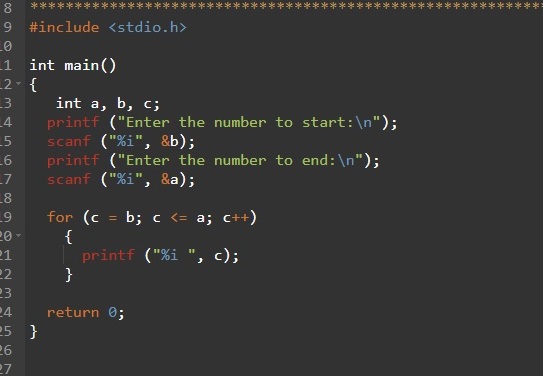 8 ************************************************************
9 #include <stdio.h>
10
11 int main()
12 {
13 int a, b, c;
14 printf ("Enter the number to start:\n");
15 scanf ("%i", &b);
16 printf ("Enter the number to end:\n");
17 scanf ("%i", &a);
18
19 for (c = b; c <= a; c++)
20 {
21 printf ("%i ", c);
22 }
23
24 return 0;
25 }
26
27